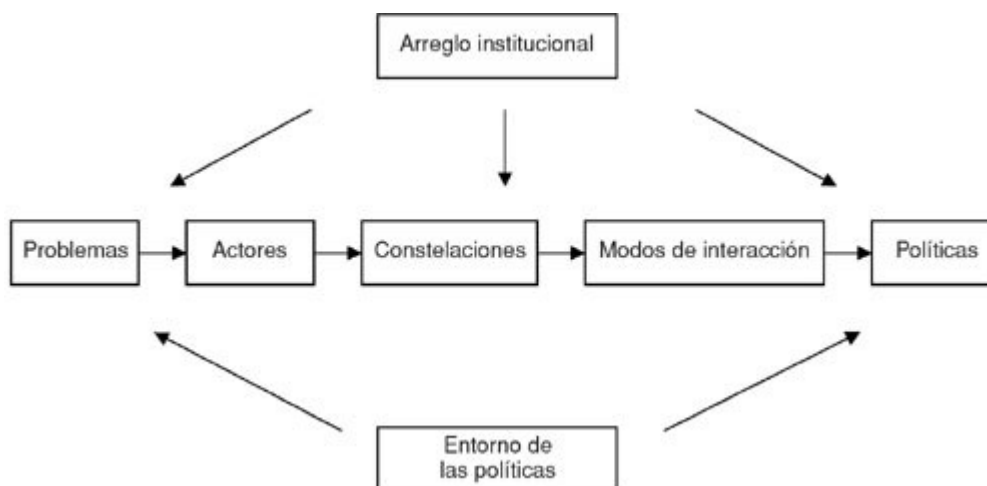 Arreglo institucional
Problemas
Actores
Constelaciones
Modos de interacción
Políticas
Entorno de
las políticas